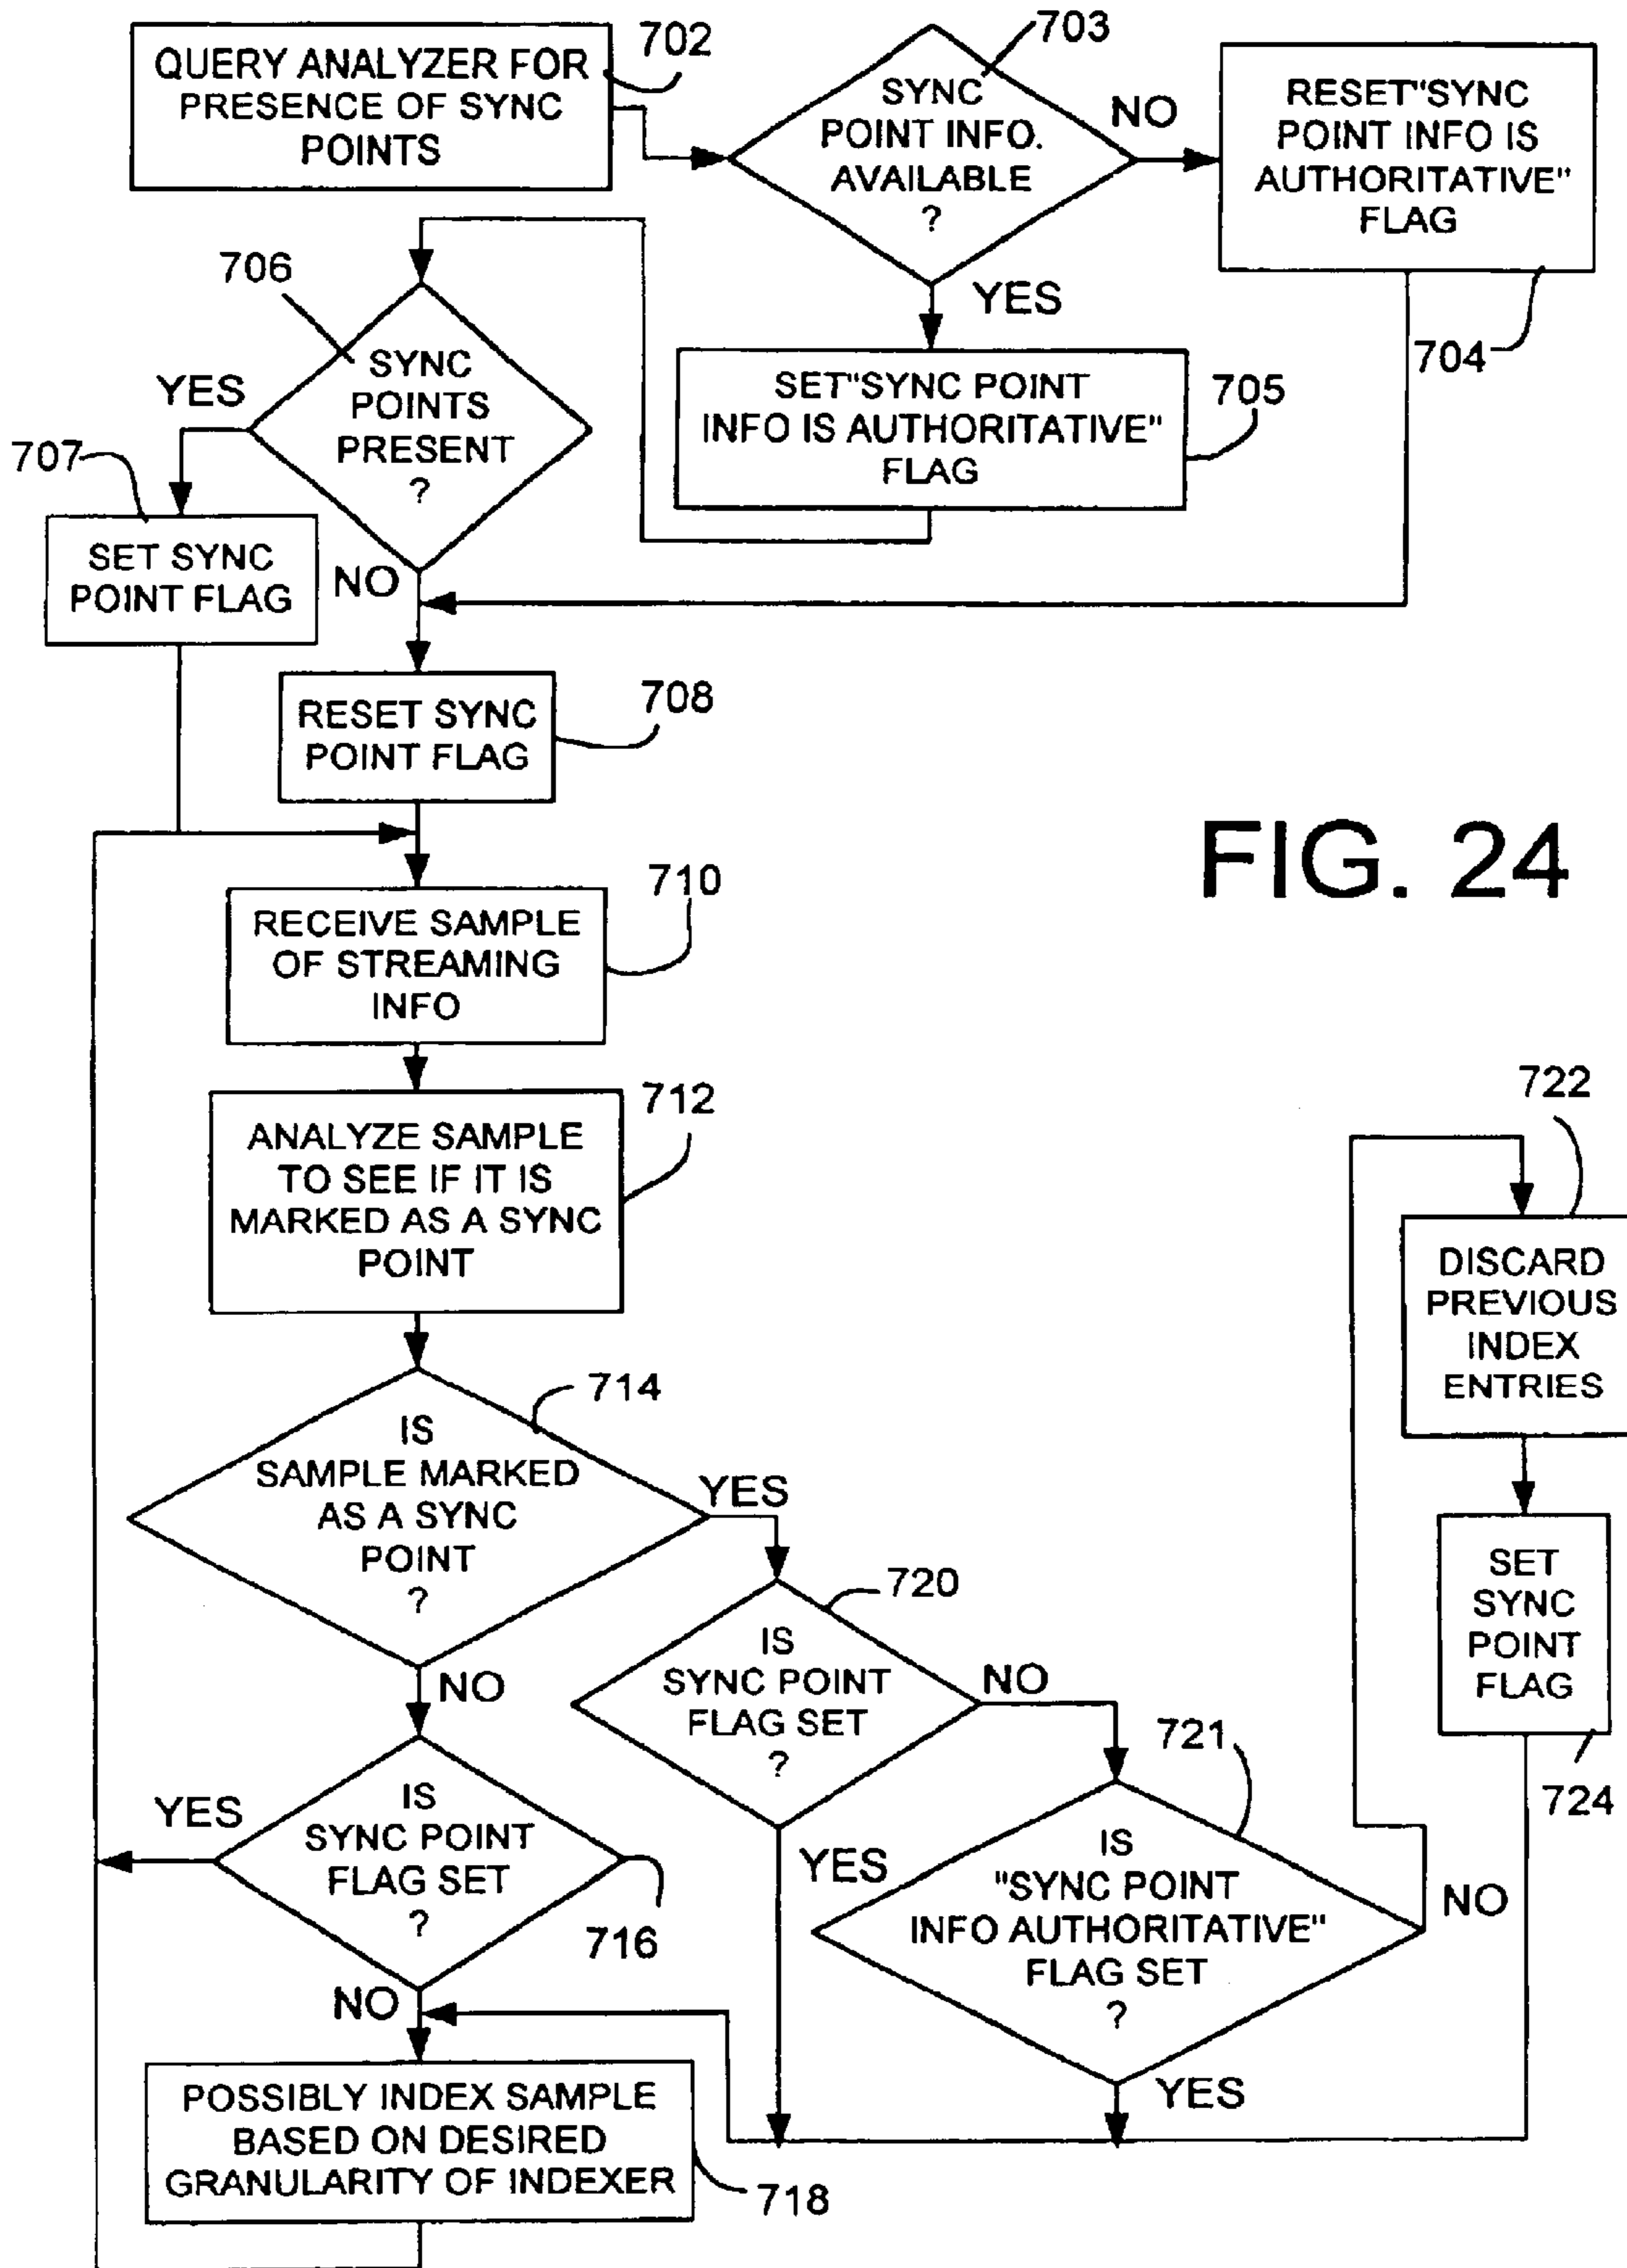 702
QUERY ANALYZER FOR
PRESENCE OF SYNC
POINTS
703
SYNC
POINT INFO.
AVAILABLE
?
NO
RESET"SYNC
POINT INFO IS
AUTHORITATIVE"
FLAG
704
YES
SET"SYNC POINT
INFO IS AUTHORITATIVE"
FLAG
705
706
SYNC
POINTS
PRESENT
?
YES
707
SET SYNC
POINT FLAG
NO
RESET SYNC
POINT FLAG
708
FIG. 24
710
RECEIVE SAMPLE
OF STREAMING
INFO
712
ANALYZE SAMPLE
TO SEE IF IT IS
MARKED AS A SYNC
POINT
714
IS
SAMPLE MARKED
AS A SYNC
POINT
?
YES
NO
720
IS
SYNC POINT
FLAG SET
?
NO
YES
721
IS
"SYNC POINT
INFO AUTHORITATIVE"
FLAG SET
?
NO
YES
722
DISCARD
PREVIOUS
INDEX
ENTRIES
SET
SYNC
POINT
FLAG
724
YES
IS
SYNC POINT
FLAG SET
?
716
NO
POSSIBLY INDEX SAMPLE
BASED ON DESIRED
GRANULARITY OF INDEXER
718